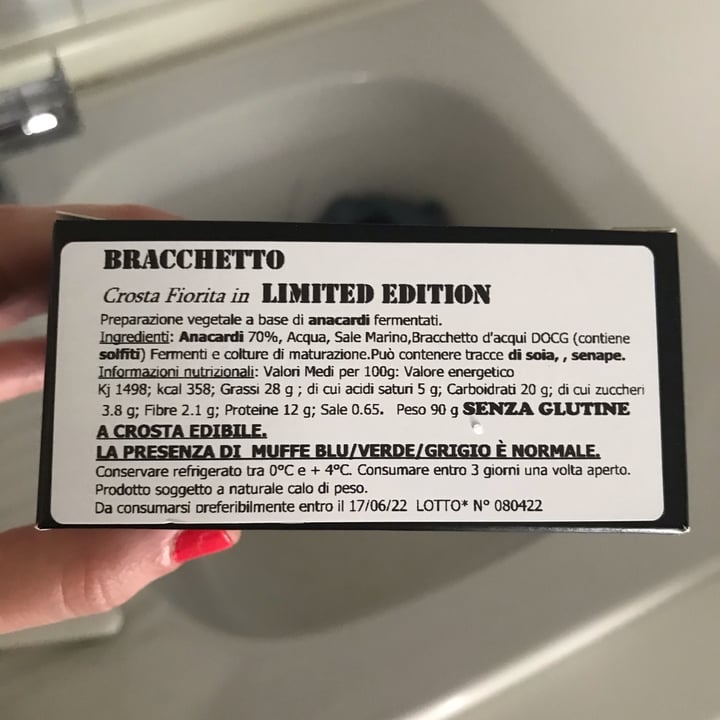 BRACCHETTO
Crosta Fiorita in LIMITED EDITION
Preparazione vegetale a base di anacardi fermentati.
Ingredienti: Anacardi 70%, Acqua, Sale Marino,Bracchetto d'acqui DOCG (contiene
solfiti) Fermenti e colture di maturazione.Può contenere tracce di soia, , senape.
Informazioni nutrizionali: Valori Medi per 100g: Valore energetico
Kj 1498; kcal 358; Grassi 28 g ; di cui acidi saturi 5 g; Carboidrati 20 g; di cui zuccheri
3.8 g; Fibre 2.1 g; Proteine 12 g; Sale 0.65. Peso 90 g SENZA GLUTINE
A CROSTA EDIBILE.
LA PRESENZA DI MUFFE BLU/VERDE/GRIGIO È NORMALE.
Conservare refrigerato tra 0°C e + 4°C. Consumare entro 3 giorni una volta aperto.
Prodotto soggetto a naturale calo di peso.
Da consumarsi preferibilmente entro il 17/06/22 LOTTO* N° 080422